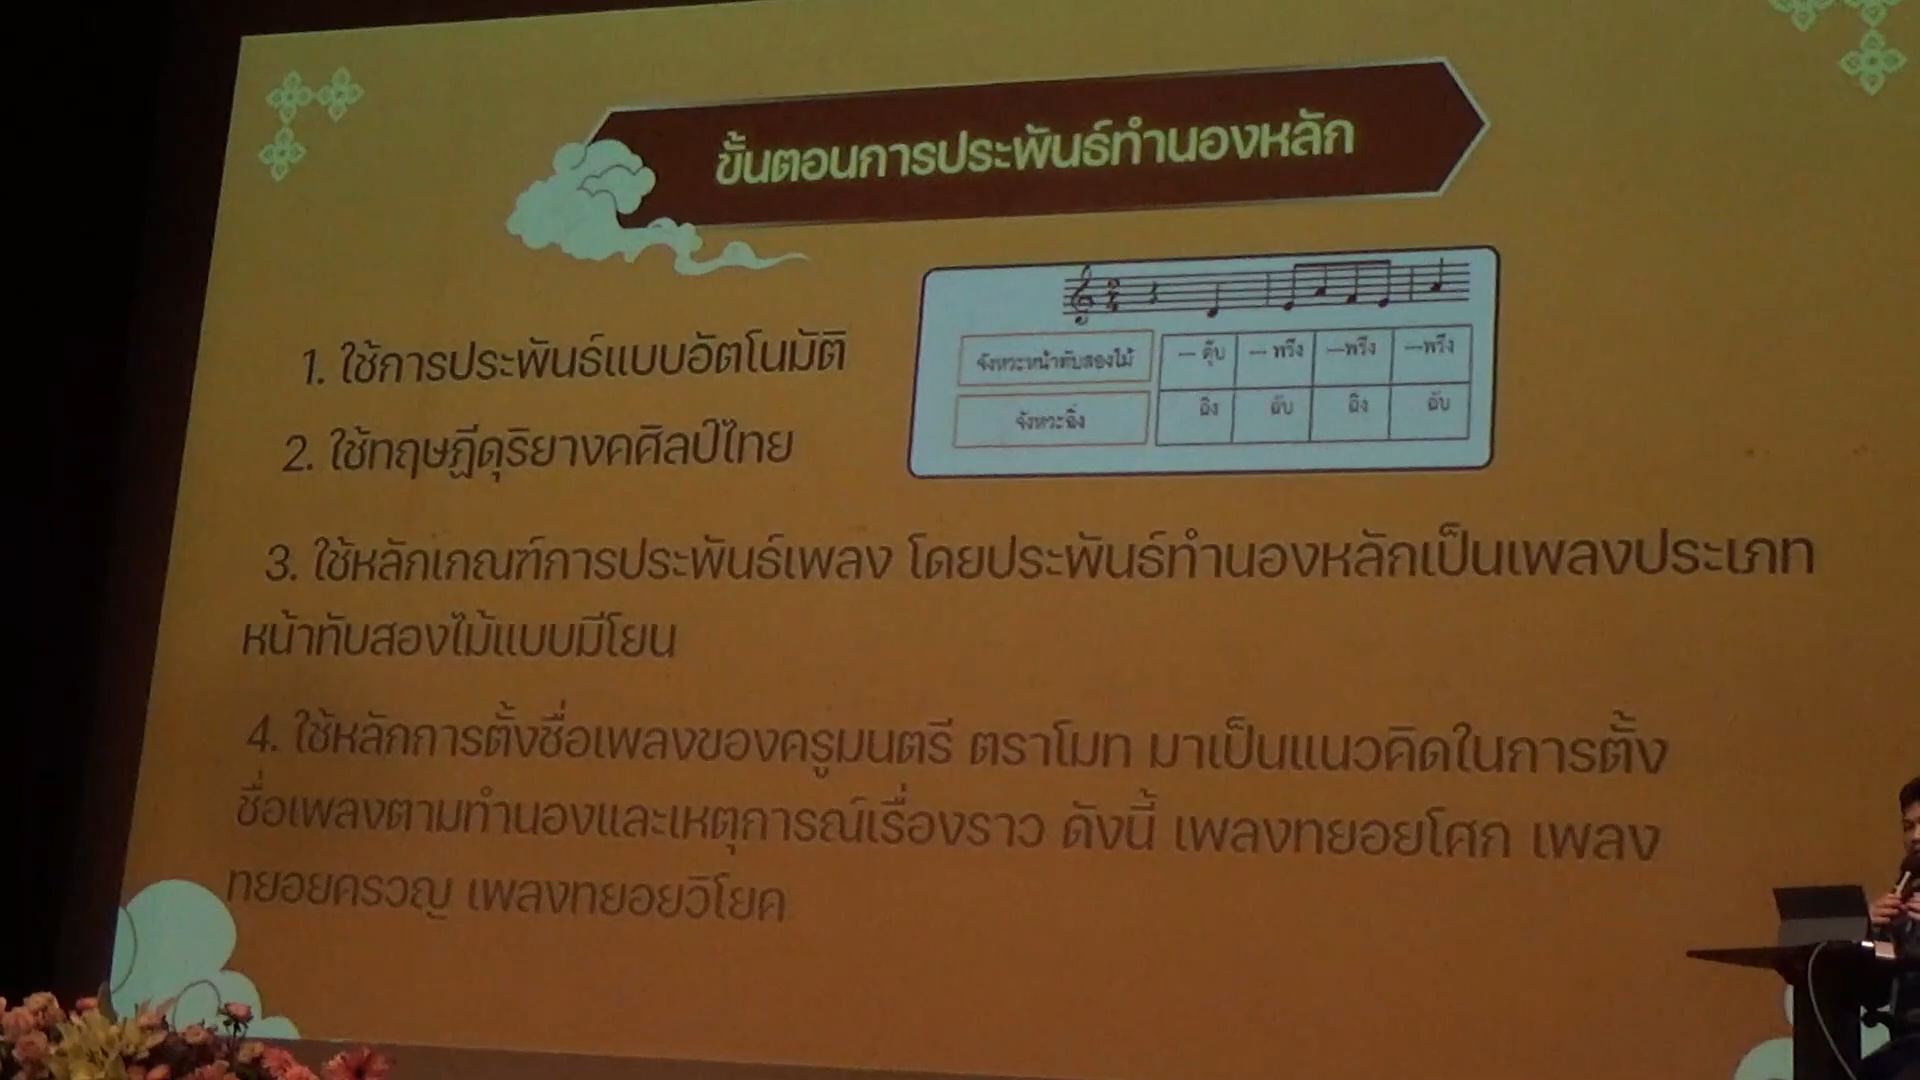 ขั้นตอนการประพันธ์ทำนองหลัก
1. ใช้การประพันธ์แบบอัตโนมัติ
2. ใช้ทฤษฏีดุริยางคศิลป์ไทย
จังหวะหน้าทับสองไม้ – ตุ๊บ – พรึง –พรึง –พรึง
จังหวะฉิ่ง ฉิง ฉับ ฉิง ฉับ
3. ใช้หลักเกณฑ์การประพันธ์เพลง โดยประพันธ์ทำนองหลักเป็นเพลงประเภท
หน้าทับสองไม้แบบมีโยน
4. ใช้หลักการตั้งชื่อเพลงของครูมนตรี ตราโมท มาเป็นแนวคิดในการตั้ง
ชื่อเพลงตามทำนองและเหตุการณ์เรื่องราว ดังนี้ เพลงทยอยโศก เพลง
ทยอยครวญ เพลงทยอยวิโยค